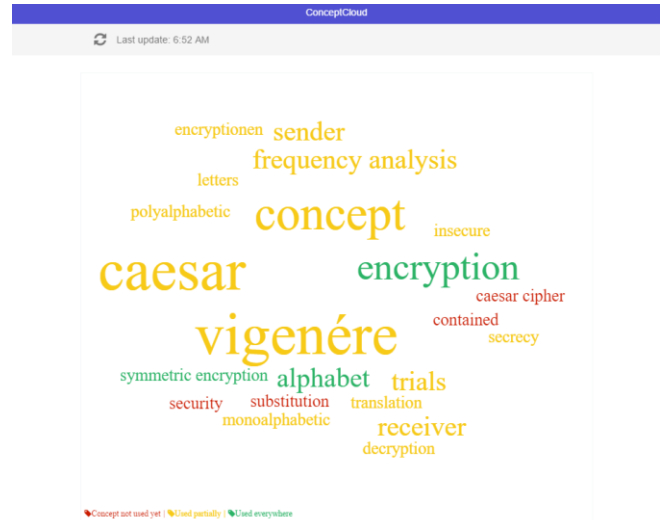 ConceptCloud
Last update: 6:52 AM
encryptionen sender
frequency analysis
letters
polyalphabetic
concept
insecure
caesar
encryption
caesar cipher
contained
vigenére
secrecy
symmetric encryption alphabet trials
security substitution translation
monoalphabetic
receiver
decryption
Concept not used yet | Used partially | Used everywhere